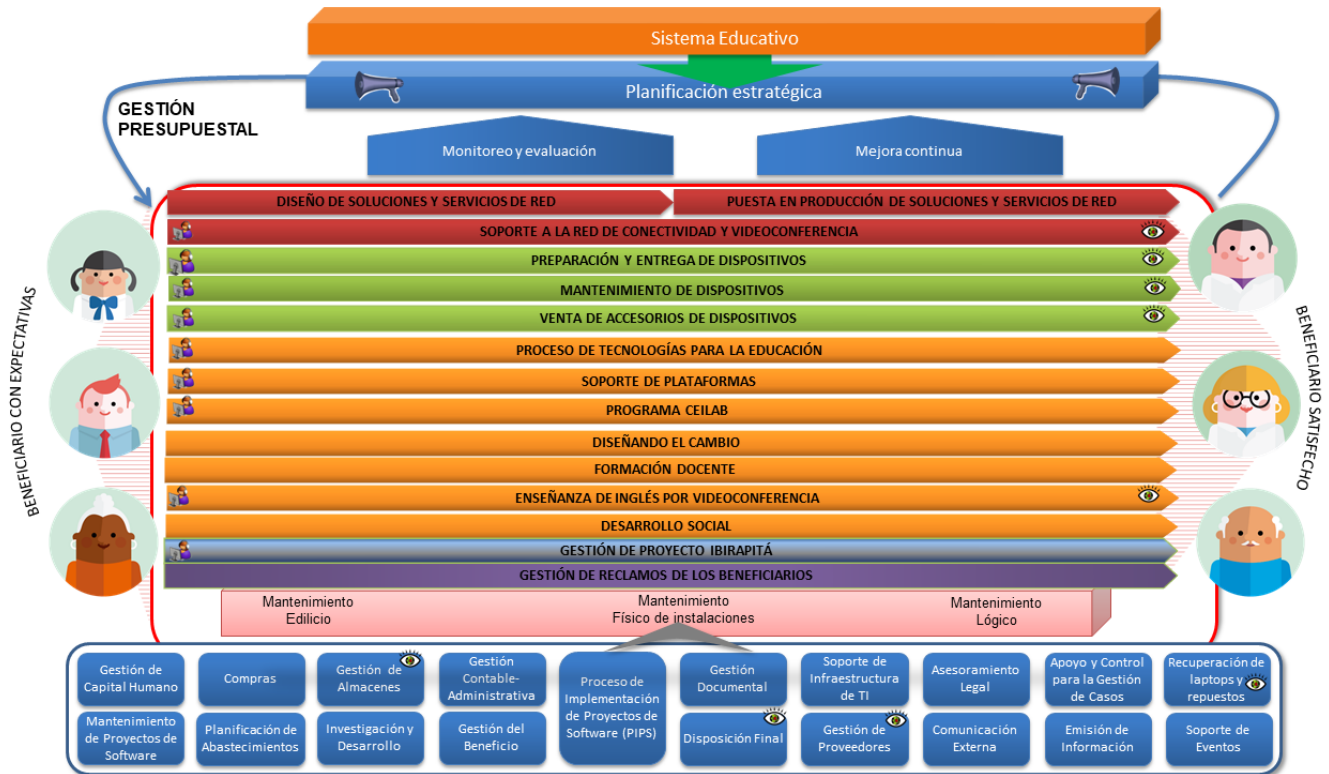 Sistema Educativo
Planificación estratégica
GESTIÓN
PRESUPUESTAL
Monitoreo y evaluación
Mejora continua
DISEÑO DE SOLUCIONES Y SERVICIOS DE RED
PUESTA EN PRODUCCIÓN DE SOLUCIONES Y SERVICIOS DE RED
SOPORTE A LA RED DE CONECTIVIDAD Y VIDEOCONFERENCIA
PREPARACIÓN Y ENTREGA DE DISPOSITIVOS
MANTENIMIENTO DE DISPOSITIVOS
VENTA DE ACCESORIOS DE DISPOSITIVOS
PROCESO DE TECNOLOGÍAS PARA LA EDUCACIÓN
SOPORTE DE PLATAFORMAS
PROGRAMA CEILAB
DISEÑANDO EL CAMBIO
FORMACIÓN DOCENTE
ENSEÑANZA DE INGLÉS POR VIDEOCONFERENCIA
DESARROLLO SOCIAL
GESTIÓN DE PROYECTO IBIRAPITÁ
GESTIÓN DE RECLAMOS DE LOS BENEFICIARIOS
BENEFICIARIO CON EXPECTATIVAS
BENEFICIARIO SATISFECHO
Mantenimiento
Edilicio
Mantenimiento
Físico de instalaciones
Mantenimiento
Lógico
Gestión de
Capital Humano
Compras
Gestión de
Almacenes
Gestión
Contable-
Administrativa
Proceso de
Implementación
de Proyectos de
Software (PIPS)
Gestión
Documental
Soporte de
Infraestructura
de TI
Asesoramiento
Legal
Apoyo y Control
para la Gestión
de Casos
Recuperación de
laptops y
repuestos
Mantenimiento
de Proyectos de
Software
Planificación de
Abastecimientos
Investigación y
Desarrollo
Gestión del
Beneficio
Disposición Final
Gestión de
Proveedores
Comunicación
Externa
Emisión de
Información
Soporte de
Eventos